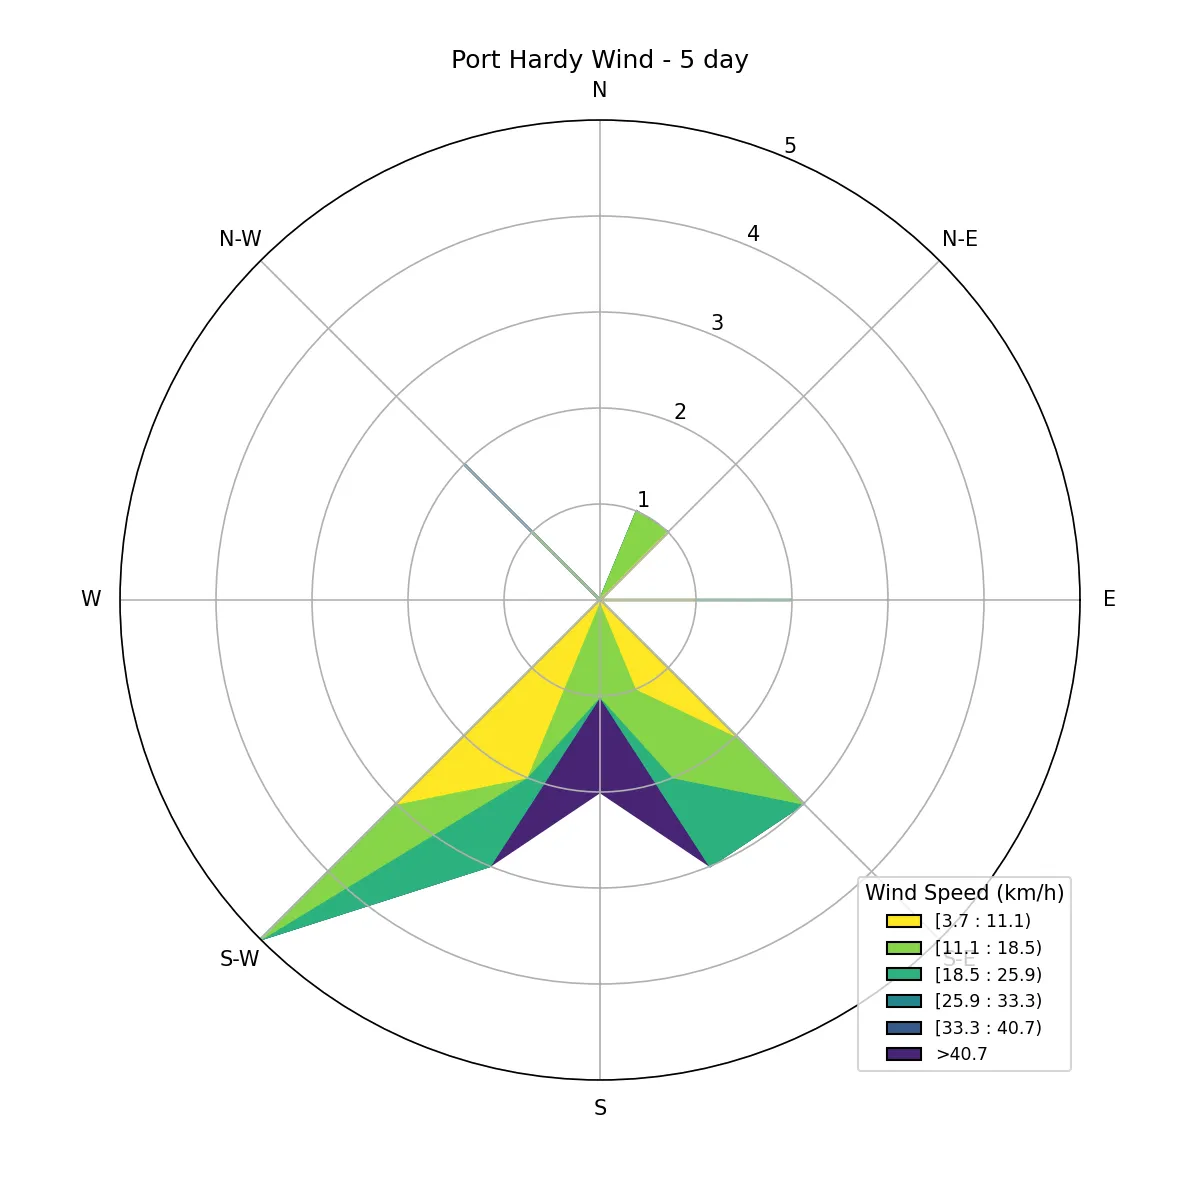 Port Hardy Wind - 5 day
N
5
N-W
N-E
4
3
2
1
W
E
Wind Speed (km/h)
[3.7 : 11.1)
[11.1 : 18.5)
S-W
S-E
[18.5 : 25.9)
[25.9 : 33.3)
[33.3 : 40.7)
>40.7
S